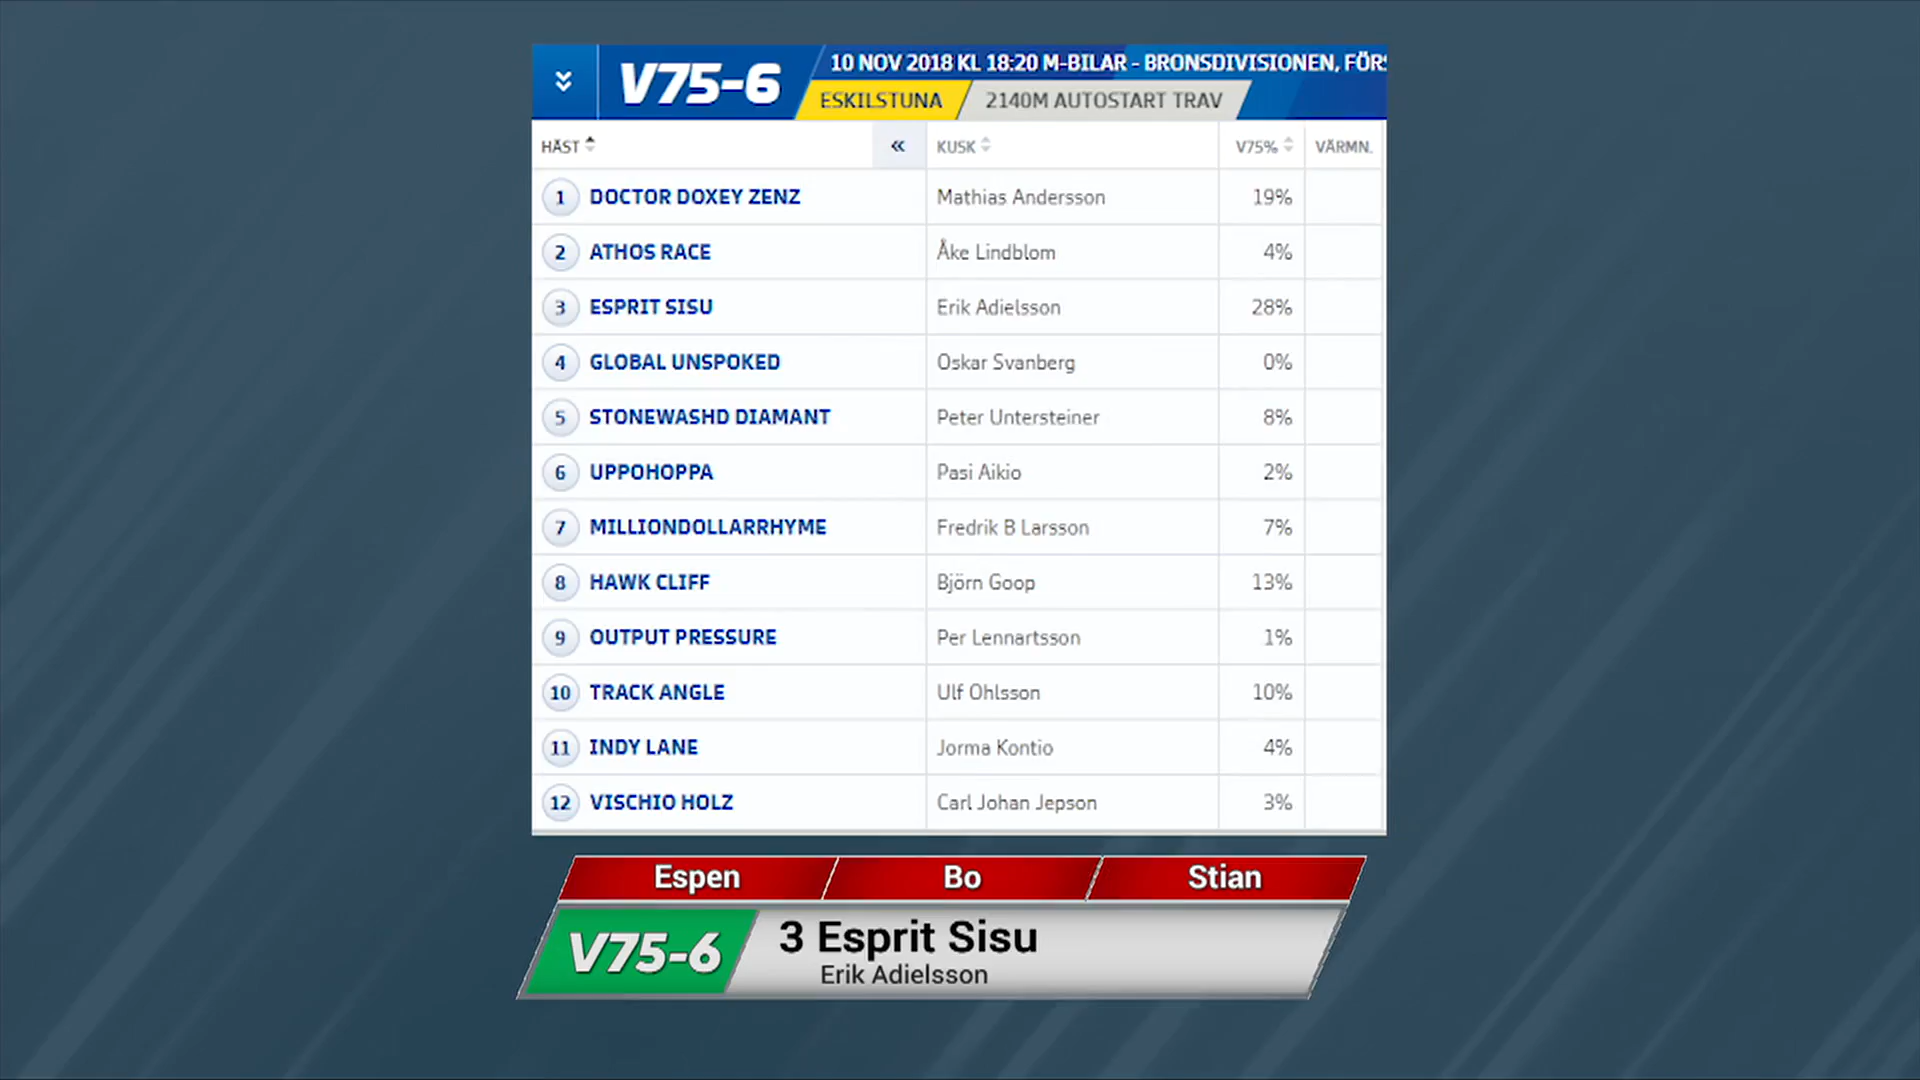 V75-6
10 NOV 2018 KL 18:20 M-BILAR - BRONSDIVISIONEN, FÖRS
ESKILSTUNA 2140M AUTOSTART TRAV
HÄST « KUSK V75% VÄRMN.
1 DOCTOR DOXEY ZENZ Mathias Andersson 19%
2 ATHOS RACE Åke Lindblom 4%
3 ESPRIT SISU Erik Adielsson 28%
4 GLOBAL UNSPOKED Oskar Svanberg 0%
5 STONEWASHD DIAMANT Peter Untersteiner 8%
6 UPPOHOPPA Pasi Aikio 2%
7 MILLIONDOLLARRHYME Fredrik B Larsson 7%
8 HAWK CLIFF Björn Goop 13%
9 OUTPUT PRESSURE Per Lennartsson 1%
10 TRACK ANGLE Ulf Ohlsson 10%
11 INDY LANE Jorma Kontio 4%
12 VISCHIO HOLZ Carl Johan Jepson 3%
Espen Bo Stian
V75-6 3 Esprit Sisu
Erik Adielsson